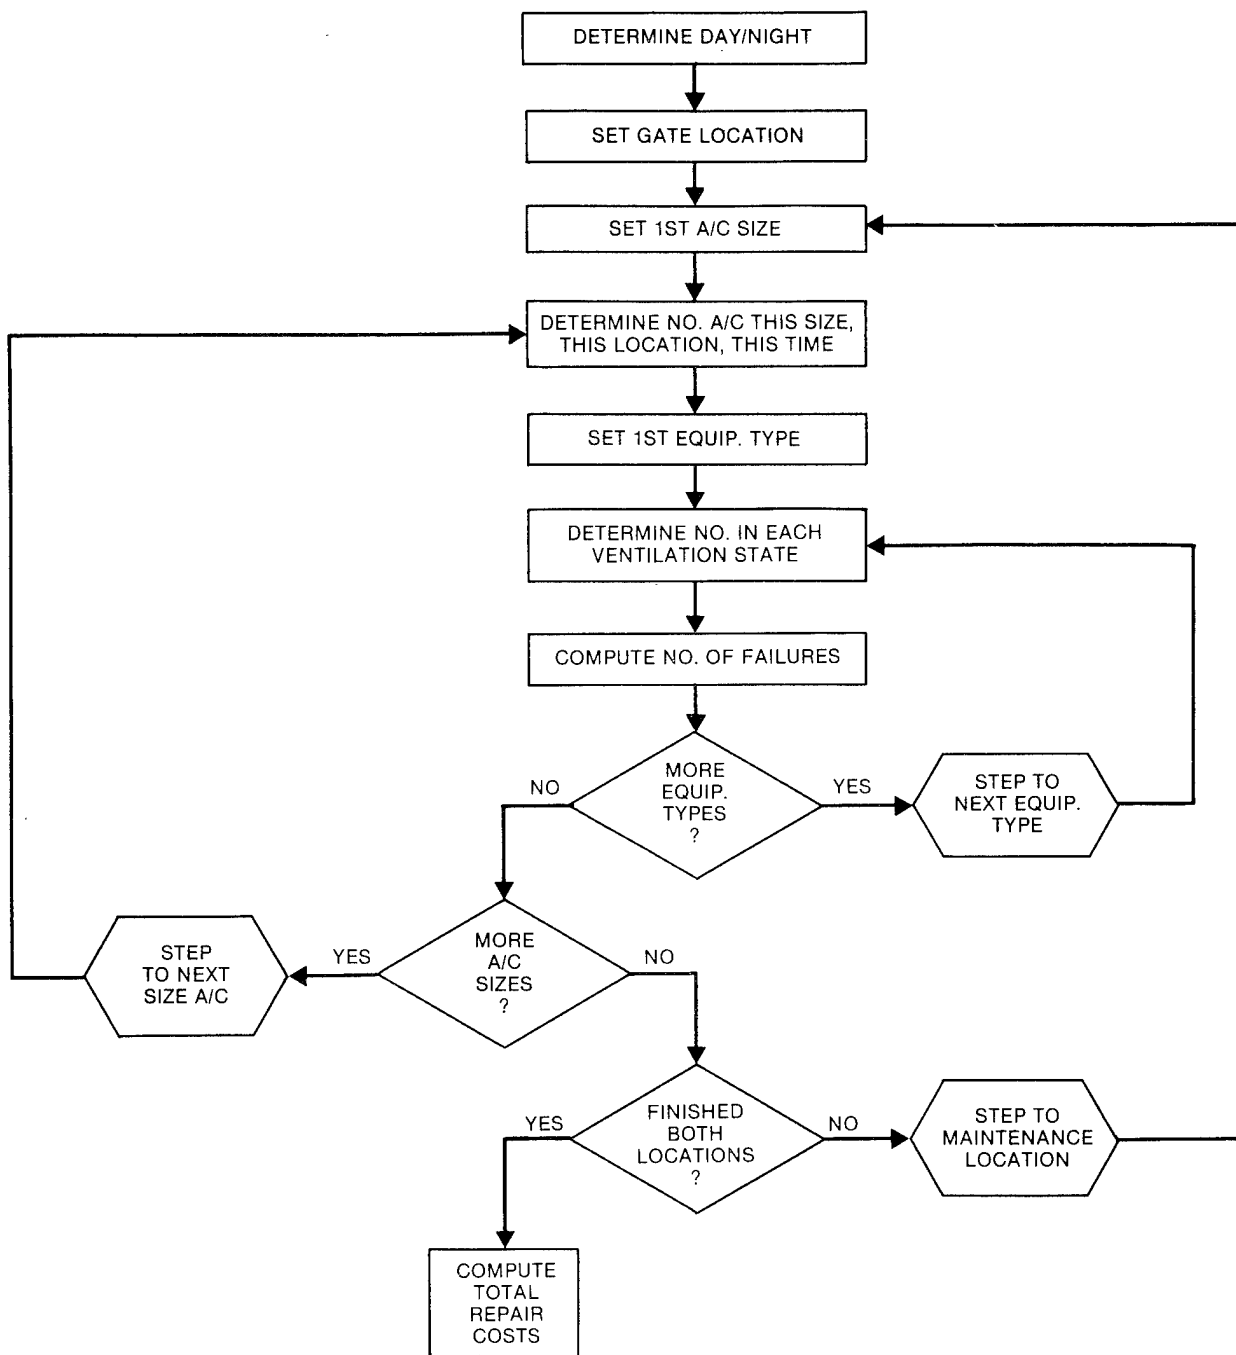 DETERMINE DAY/NIGHT
SET GATE LOCATION
SET 1ST A/C SIZE
DETERMINE NO. A/C THIS SIZE,
THIS LOCATION, THIS TIME
SET 1ST EQUIP. TYPE
DETERMINE NO. IN EACH
VENTILATION STATE
COMPUTE NO. OF FAILURES
MORE
EQUIP.
TYPES
?
NO
YES
STEP TO
NEXT EQUIP.
TYPE
MORE
A/C
SIZES
?
YES
NO
STEP
TO NEXT
SIZE A/C
FINISHED
BOTH
LOCATIONS
?
YES
NO
STEP TO
MAINTENANCE
LOCATION
COMPUTE
TOTAL
REPAIR
COSTS